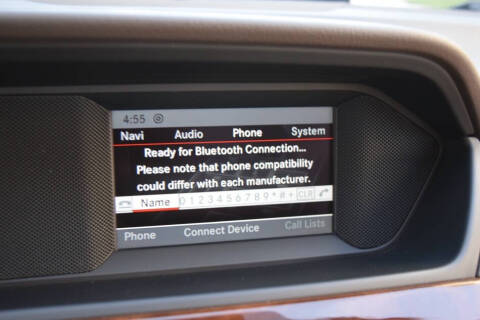 4:55
Navi Audio Phone System
Ready for Bluetooth Connection...
Please note that phone compatibility
could differ with each manufacturer.
Name 0 1 2 3 4 5 6 7 8 9 * # + CLR
Phone Connect Device Call Lists